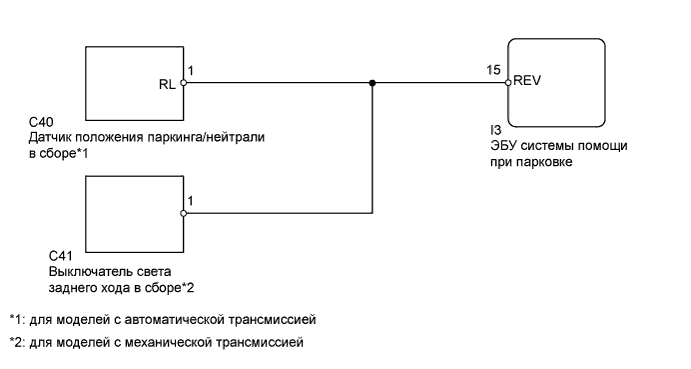 1
RL
C40
Датчик положения паркинга/нейтрали
в сборе*1
15
REV
I3
ЭБУ системы помощи
при парковке
1
C41
Выключатель света
заднего хода в сборе*2
*1: для моделей с автоматической трансмиссией
*2: для моделей с механической трансмиссией